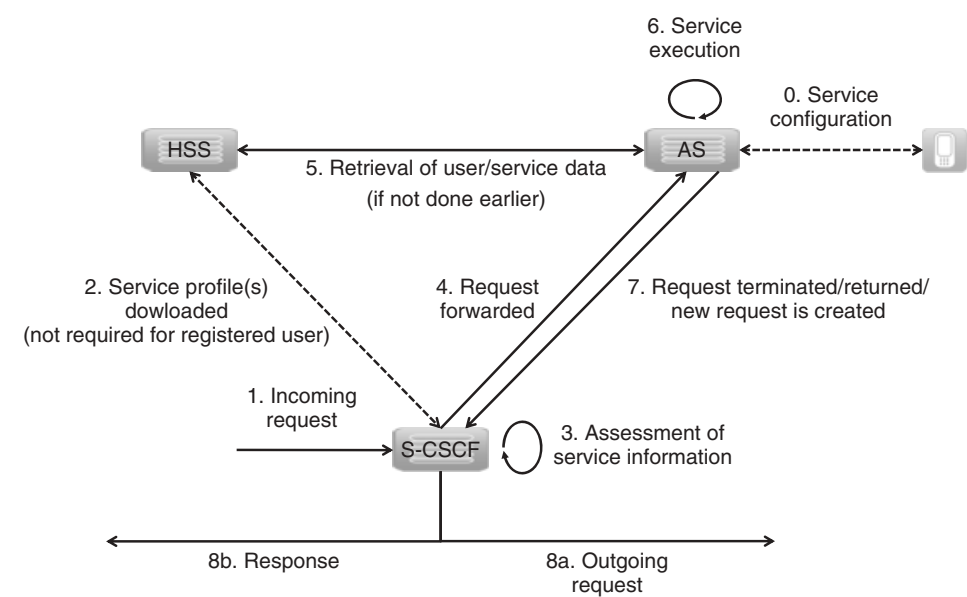 6. Service
execution
0. Service
configuration
HSS
AS
5. Retrieval of user/service data
(if not done earlier)
2. Service profile(s)
dowloaded
(not required for registered user)
4. Request
forwarded
7. Request terminated/returned/
new request is created
1. Incoming
request
S-CSCF
3. Assessment of
service information
8b. Response
8a. Outgoing
request